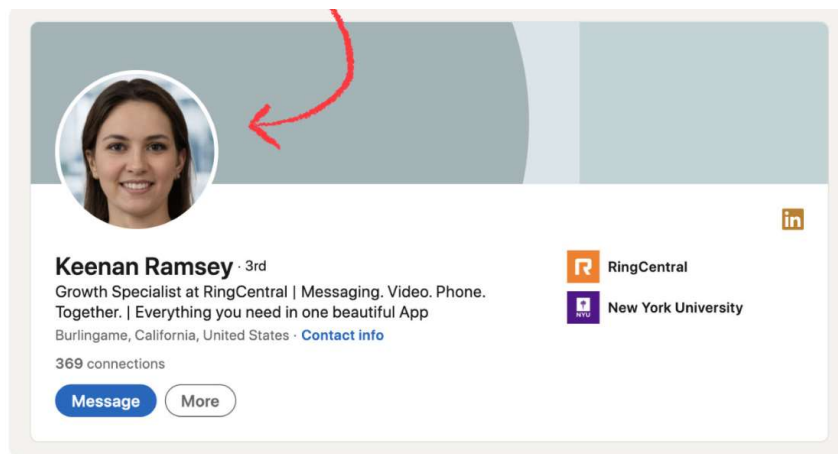 in
Keenan Ramsey · 3rd
RingCentral
Growth Specialist at RingCentral | Messaging. Video. Phone.
Together. | Everything you need in one beautiful App
NYU
New York University
Burlingame, California, United States · Contact info
369 connections
Message
More